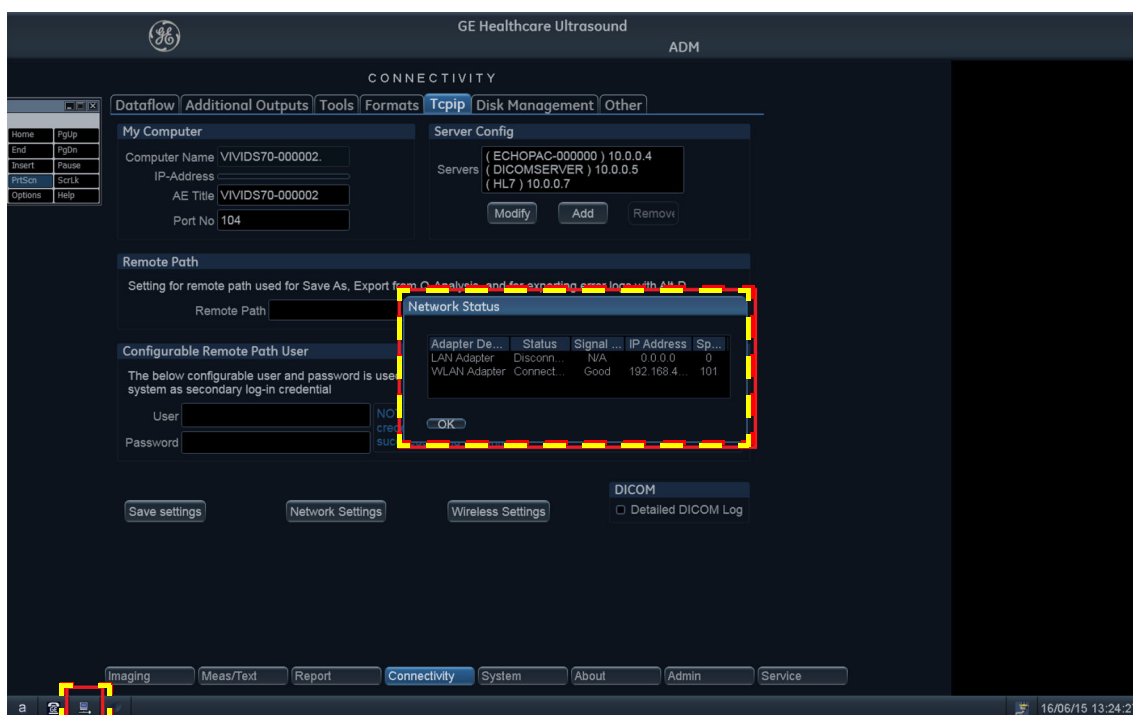 GE Healthcare Ultrasound
ADM
CONNECTIVITY
Dataflow Additional Outputs Tools Formats Tcpip Disk Management Other
Home PgUp
End PgDn
Insert Pause
PrtScn ScrLk
Options Help
My Computer
Computer Name VIVIDS70-000002.
IP-Address
AE Title VIVIDS70-000002
Port No 104
Server Config
Servers
( ECHOPAC-000000 ) 10.0.0.4
( DICOMSERVER ) 10.0.0.5
( HL7 ) 10.0.0.7
Modify Add Remove
Remote Path
Setting for remote path used for Save As, Export from Q-Analysis, and for exporting error logs with Alt-D
Remote Path
Configurable Remote Path User
The below configurable user and password is used
system as secondary log-in credential
User
Password
NOT
cred
suc
Network Status
Adapter De... Status Signal ... IP Address Sp...
LAN Adapter Disconn... N/A 0.0.0.0 0
WLAN Adapter Connect... Good 192.168.4... 101
OK
DICOM
Detailed DICOM Log
Save settings Network Settings Wireless Settings
Imaging Meas/Text Report Connectivity System About Admin Service
a
16/06/15 13:24:27